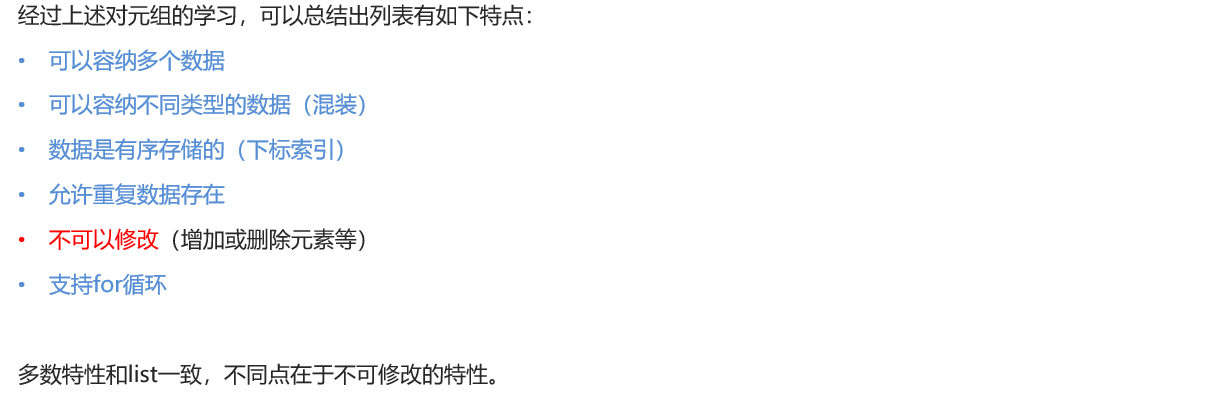 经过上述对元组的学习，可以总结出列表有如下特点：
• 可以容纳多个数据
• 可以容纳不同类型的数据（混装）
• 数据是有序存储的（下标索引）
• 允许重复数据存在
• 不可以修改（增加或删除元素等）
• 支持for循环
多数特性和list一致，不同点在于不可修改的特性。